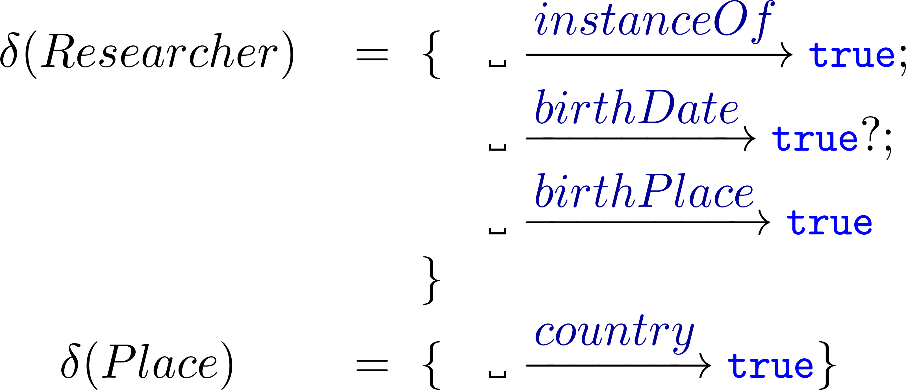 δ(Researcher) = { ␣ instanceOf⟶ true;
␣ birthDate⟶ true?;
␣ birthPlace⟶ true
}
δ(Place) = { ␣ country⟶ true}